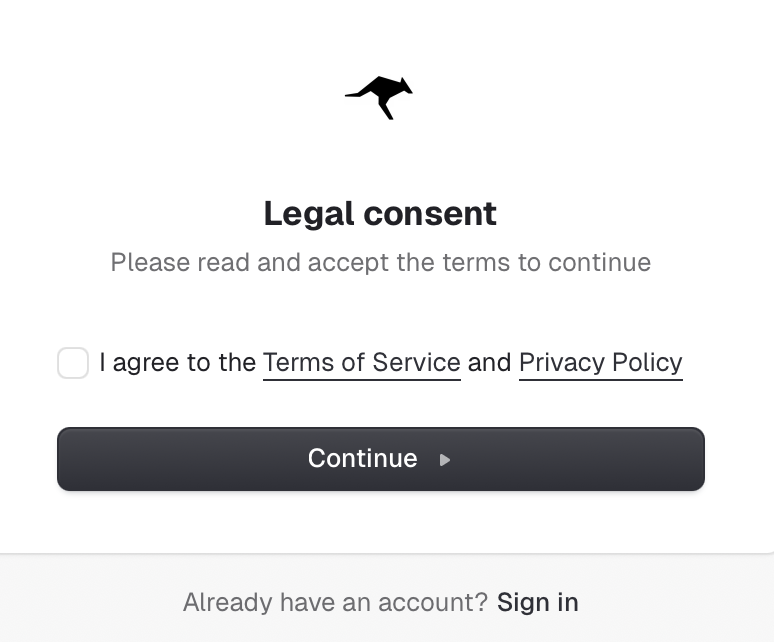 Legal consent
Please read and accept the terms to continue
I agree to the Terms of Service and Privacy Policy
Continue
Already have an account? Sign in